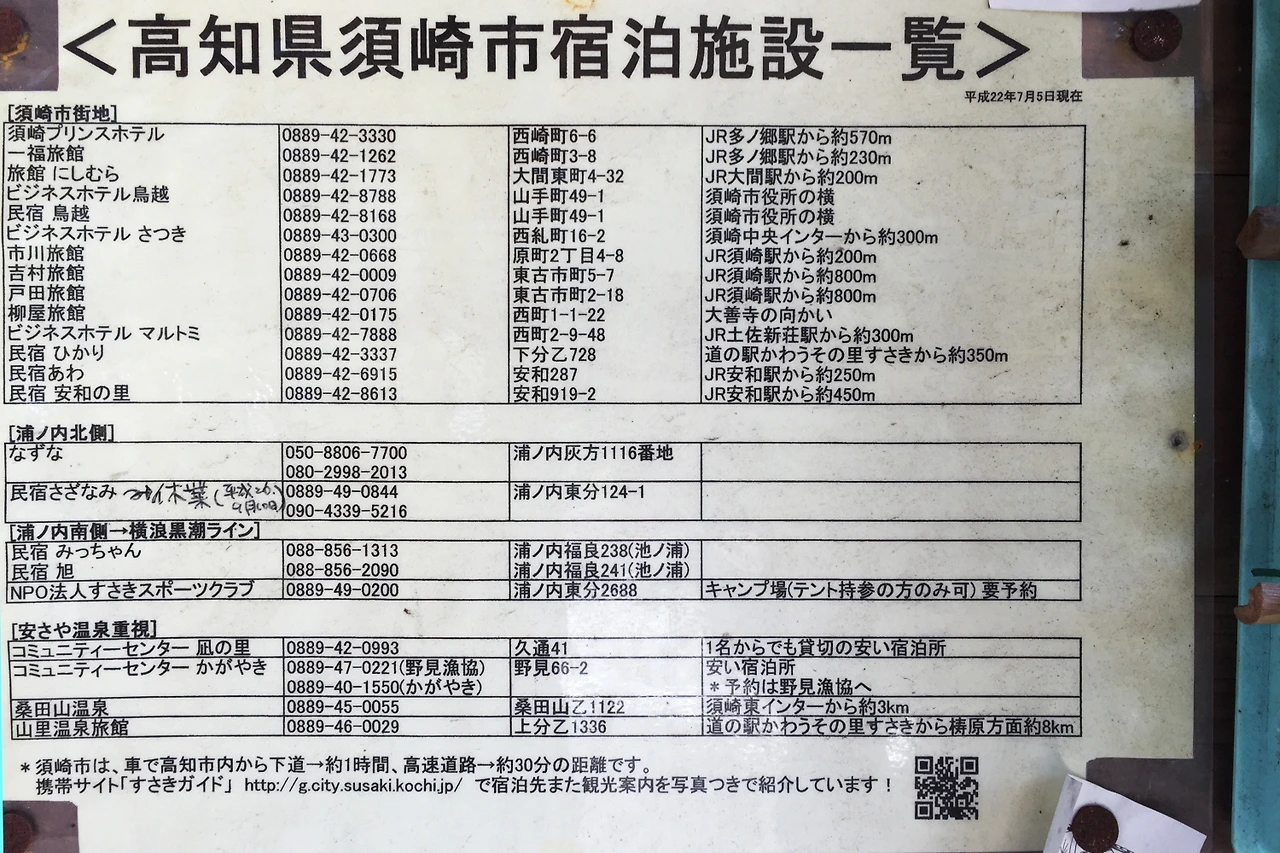 ＜高知県須崎市宿泊施設一覧＞
平成22年7月5日現在
[須崎市街地]
須崎プリンスホテル 0889-42-3330 西崎町6-6 JR多ノ郷駅から約570m
一福旅館 0889-42-1262 西崎町3-8 JR多ノ郷駅から約230m
旅館 にしむら 0889-42-1773 大間東町4-32 JR大間駅から約200m
ビジネスホテル鳥越 0889-42-8788 山手町49-1 須崎市役所の横
民宿 鳥越 0889-42-8168 山手町49-1 須崎市役所の横
ビジネスホテル さつき 0889-43-0300 西糺町16-2 須崎中央インターから約300m
市川旅館 0889-42-0668 原町2丁目4-8 JR須崎駅から約200m
吉村旅館 0889-42-0009 東古市町5-7 JR須崎駅から約800m
戸田旅館 0889-42-0706 東古市町2-18 JR須崎駅から約800m
柳屋旅館 0889-42-0175 西町1-1-22 大善寺の向かい
ビジネスホテル マルトミ 0889-42-7888 西町2-9-48 JR土佐新荘駅から約300m
民宿 ひかり 0889-42-3337 下分乙728 道の駅かわうその里すさきから約350m
民宿あわ 0889-42-6915 安和287 JR安和駅から約250m
民宿 安和の里 0889-42-8613 安和919-2 JR安和駅から約450m
[浦ノ内北側]
なずな 050-8806-7700 浦ノ内灰方1116番地
080-2998-2013
民宿さざなみ 休業(平成26. 0889-49-0844 浦ノ内東分124-1
090-4339-5216
[浦ノ内南側→横浪黒潮ライン]
民宿 みっちゃん 088-856-1313 浦ノ内福良238(池ノ浦)
民宿 旭 088-856-2090 浦ノ内福良241(池ノ浦)
NPO法人すさきスポーツクラブ 0889-49-0200 浦ノ内東分2688 キャンプ場(テント持参の方のみ可) 要予約
[安さや温泉重視]
コミュニティーセンター 凪の里 0889-42-0993 久通41 1名からでも貸切の安い宿泊所
コミュニティーセンター かがやき 0889-47-0221(野見漁協) 野見66-2 安い宿泊所
0889-40-1550(かがやき) ＊予約は野見漁協へ
桑田山温泉 0889-45-0055 桑田山乙1122 須崎東インターから約3km
山里温泉旅館 0889-46-0029 上分乙1336 道の駅かわうその里すさきから梼原方面約8km
＊須崎市は、車で高知市内から下道→約1時間、高速道路→約30分の距離です。
携帯サイト「すさきガイド」 http://g.city.susaki.kochi.jp/ で宿泊先また観光案内を写真つきで紹介しています！